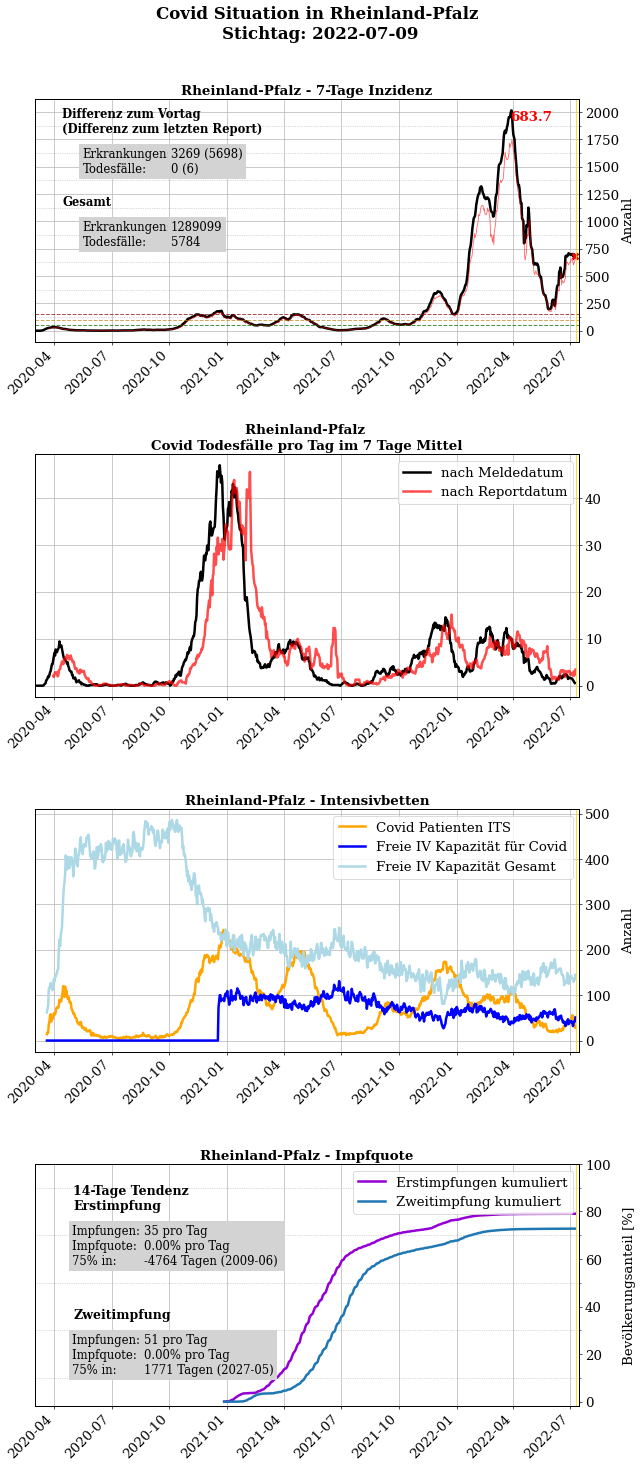 Covid Situation in Rheinland-Pfalz
Stichtag: 2022-07-09
Rheinland-Pfalz - 7-Tage Inzidenz
Differenz zum Vortag
(Differenz zum letzten Report)
Erkrankungen 3269 (5698)
Todesfälle: 0 (6)
Gesamt
Erkrankungen 1289099
Todesfälle: 5784
683.7
2000
1750
1500
1250
1000
750
500
250
0
Anzahl
2020-04 2020-07 2020-10 2021-01 2021-04 2021-07 2021-10 2022-01 2022-04 2022-07
Rheinland-Pfalz
Covid Todesfälle pro Tag im 7 Tage Mittel
nach Meldedatum
nach Reportdatum
40
30
20
10
0
2020-04 2020-07 2020-10 2021-01 2021-04 2021-07 2021-10 2022-01 2022-04 2022-07
Rheinland-Pfalz - Intensivbetten
Covid Patienten ITS
Freie IV Kapazität für Covid
Freie IV Kapazität Gesamt
500
400
300
200
100
0
Anzahl
2020-04 2020-07 2020-10 2021-01 2021-04 2021-07 2021-10 2022-01 2022-04 2022-07
Rheinland-Pfalz - Impfquote
14-Tage Tendenz
Erstimpfung
Impfungen: 35 pro Tag
Impfquote: 0.00% pro Tag
75% in: -4764 Tagen (2009-06)
Zweitimpfung
Impfungen: 51 pro Tag
Impfquote: 0.00% pro Tag
75% in: 1771 Tagen (2027-05)
Erstimpfungen kumuliert
Zweitimpfung kumuliert
100
80
60
40
20
0
Bevölkerungsanteil [%]
2020-04 2020-07 2020-10 2021-01 2021-04 2021-07 2021-10 2022-01 2022-04 2022-07